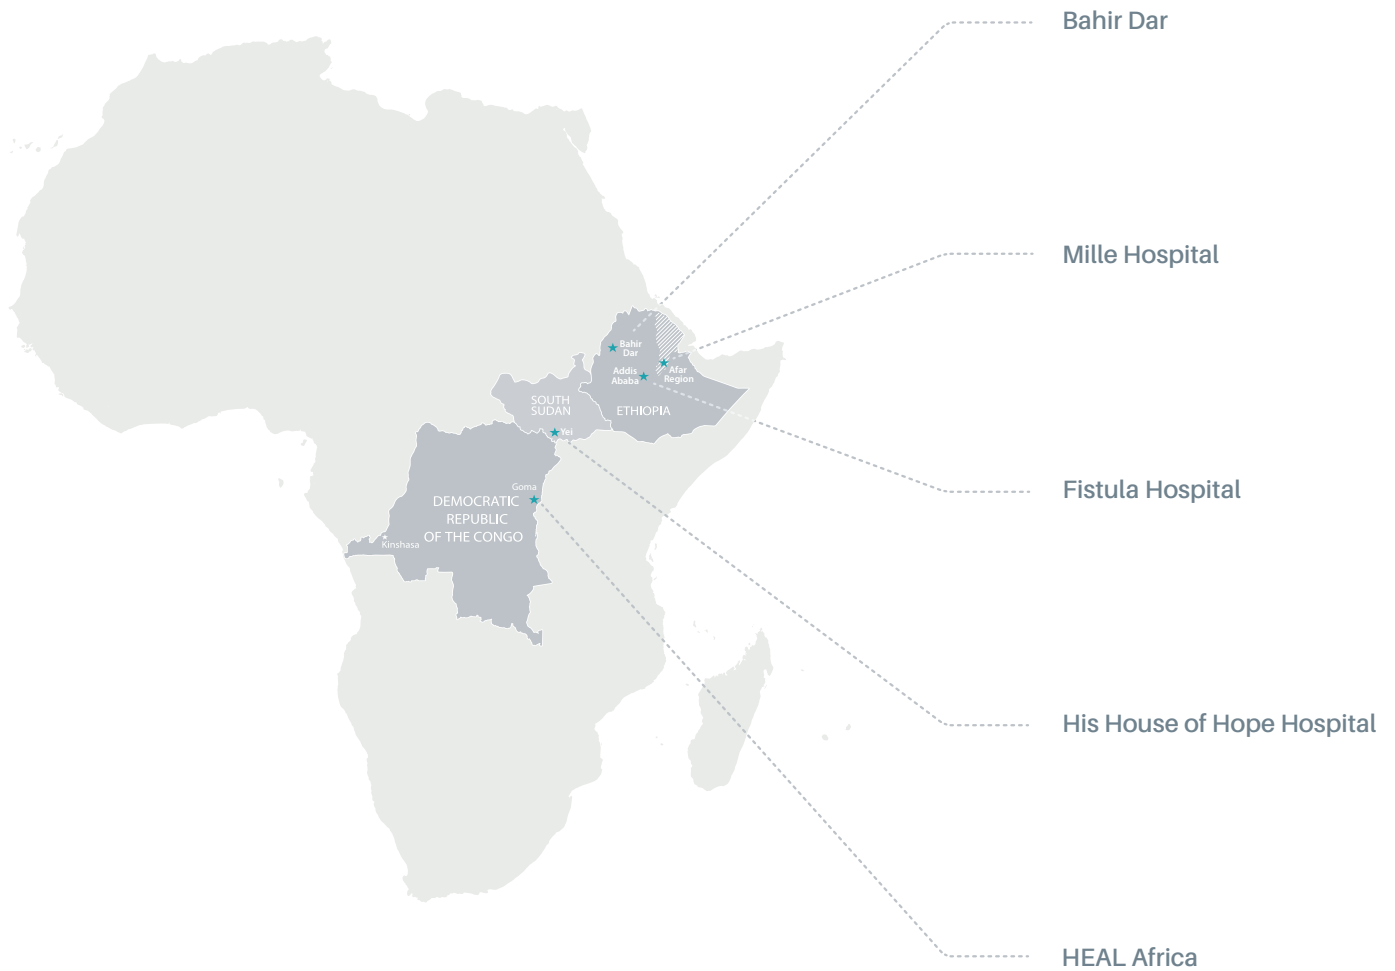 Bahir Dar
Mille Hospital
Bahir
Dar
Addis
Ababa
Afar
Region
SOUTH
SUDAN
ETHIOPIA
Yei
Goma
DEMOCRATIC
REPUBLIC
OF THE CONGO
Kinshasa
Fistula Hospital
His House of Hope Hospital
HEAL Africa